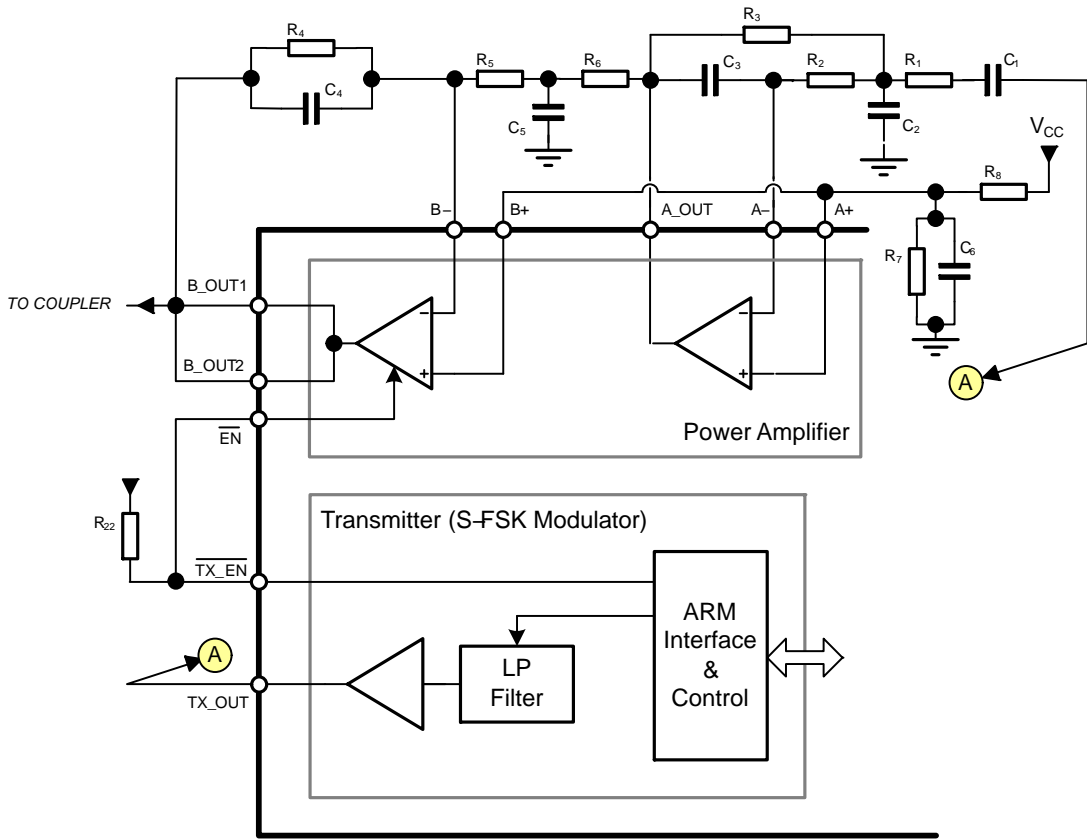 R4
C4
R5
C5
R6
R3
C3
R2
R1
C1
C2
VCC
R8
B−
B+
A_OUT
A−
A+
R7
C6
TO COUPLER
B_OUT1
B_OUT2
EN
−
+
−
+
A
Power Amplifier
R22
Transmitter (S−FSK Modulator)
TX_EN
ARM
Interface
&
Control
LP
Filter
A
TX_OUT